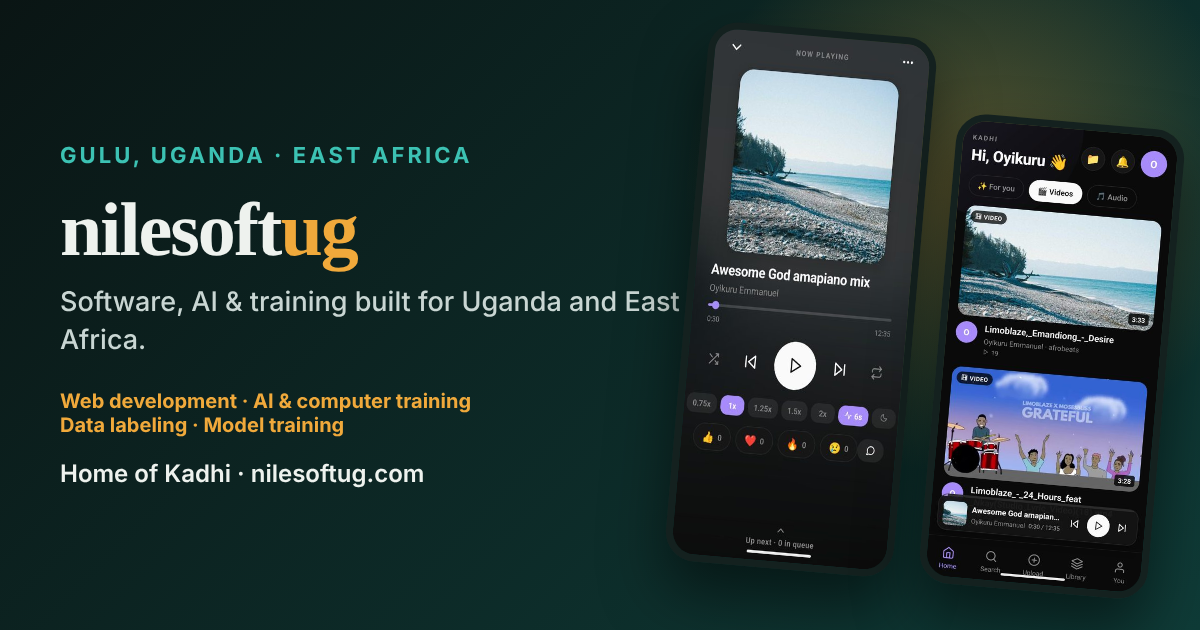 GULU, UGANDA · EAST AFRICA
nilesoftug
Software, AI & training built for Uganda and East
Africa.
Web development · AI & computer training
Data labeling · Model training
Home of Kadhi · nilesoftug.com
NOW PLAYING
Awesome God amapiano mix
Oyikuru Emmanuel
0:30
12:35
0.75x 1x 1.25x 1.5x 2x 6s
0 0 0 0
Up next · 0 in queue
KADHI
Hi, Oyikuru 👋
O
✨ For you 🎬 Videos 🎵 Audio
VIDEO
3:33
O
Limoblaze,_Emandiong_-_Desire
Oyikuru Emmanuel · afrobeats
19
VIDEO
LIMOBLAZE X NOBIGDEAL
GRATEFUL
3:28
Limoblaze_-_24_Hours_feat
Awesome God amapian...
Oyikuru Emmanuel 0:30 / 12:35
Home Search Upload Library You